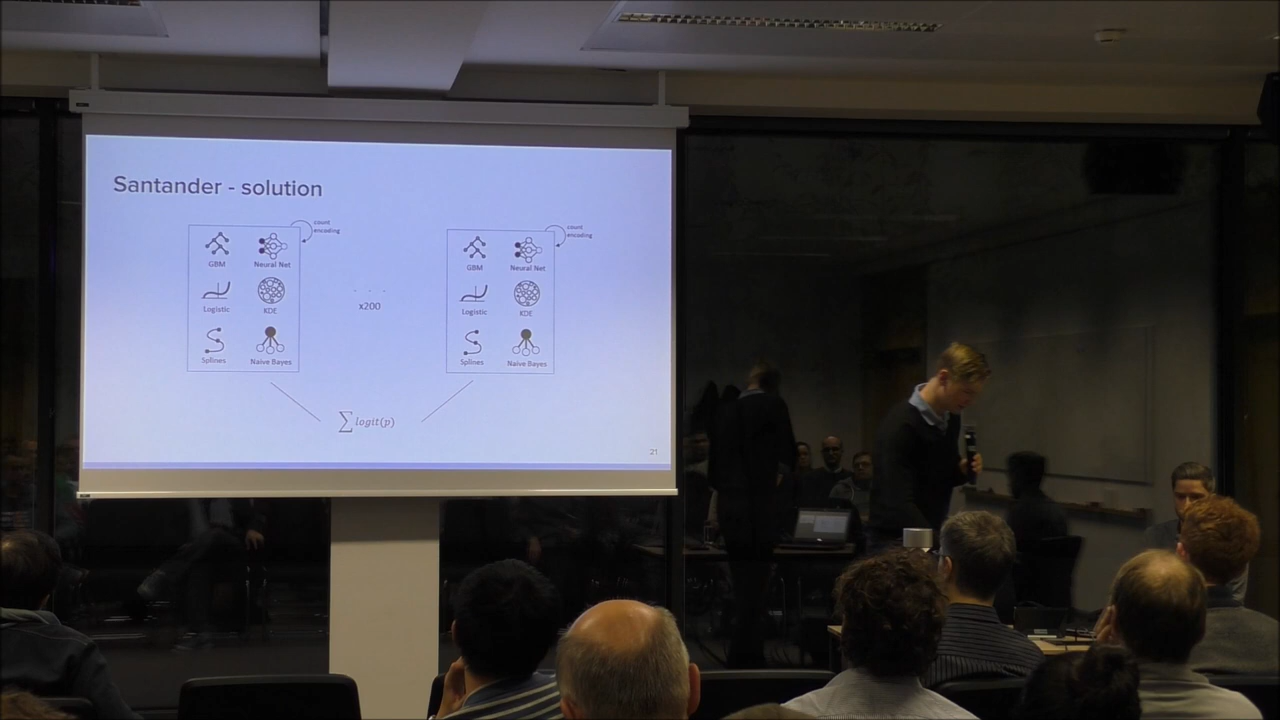 Santander - solution
count
encoding
GBM
Neural Net
Logistic
KDE
Splines
Naive Bayes
. . . .
x200
count
encoding
GBM
Neural Net
Logistic
KDE
Splines
Naive Bayes
∑ logit(p)
21